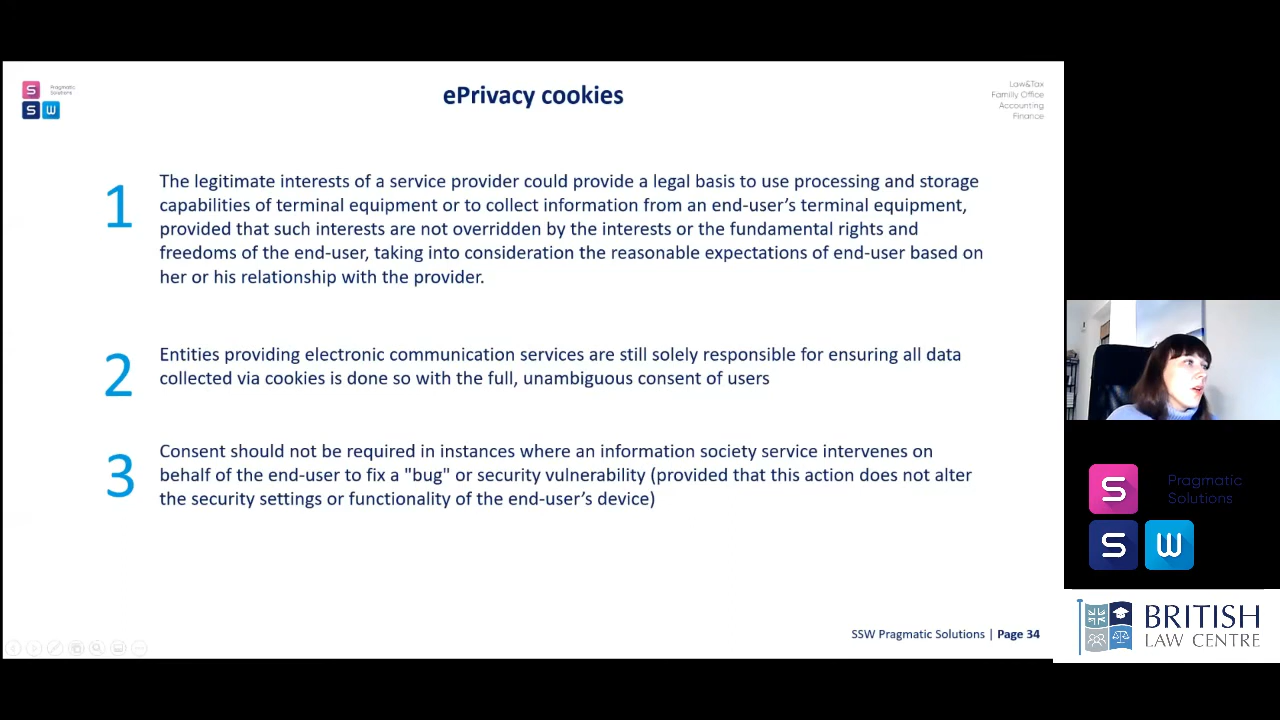 S
Pragmatic
Solutions
S W
ePrivacy cookies
Law&Tax
Familly Office
Accounting
Finance
1
The legitimate interests of a service provider could provide a legal basis to use processing and storage
capabilities of terminal equipment or to collect information from an end-user’s terminal equipment,
provided that such interests are not overridden by the interests or the fundamental rights and
freedoms of the end-user, taking into consideration the reasonable expectations of end-user based on
her or his relationship with the provider.
2
Entities providing electronic communication services are still solely responsible for ensuring all data
collected via cookies is done so with the full, unambiguous consent of users
3
Consent should not be required in instances where an information society service intervenes on
behalf of the end-user to fix a "bug" or security vulnerability (provided that this action does not alter
the security settings or functionality of the end-user’s device)
SSW Pragmatic Solutions | Page 34
S
Pragmatic
Solutions
S W
BRITISH
LAW CENTRE